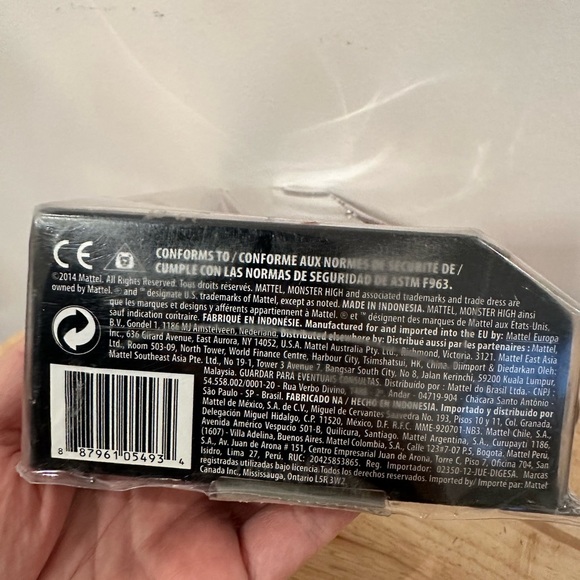 CE
CONFORMS TO / CONFORME AUX NORMES DE SÉCURITÉ DE /
CUMPLE CON LAS NORMAS DE SEGURIDAD DE ASTM F963.
©2014 Mattel. All Rights Reserved. Tous droits réservés. MATTEL, MONSTER HIGH and associated trademarks and trade dress are
owned by Mattel. ® and ™ designate U.S. trademarks of Mattel, except as noted. MADE IN INDONESIA. MATTEL, MONSTER HIGH ainsi
que les marques et designs y afférents appartiennent à Mattel. ® et ™ désignent des marques de Mattel aux États-Unis,
sauf indication contraire. FABRIQUÉ EN INDONÉSIE. Manufactured for and imported into the EU by: Mattel Europa
B.V., Gondel 1, 1186 MJ Amstelveen, Nederland. Distributed elsewhere by: Distribué aussi par les partenaires : Mattel,
Inc., 636 Girard Avenue, East Aurora, NY 14052, U.S.A. Mattel Australia Pty. Ltd., Richmond, Victoria. 3121. Mattel East Asia
Ltd., Room 503-09, North Tower, World Finance Centre, Harbour City, Tsimshatsui, HK, China. Diimport & Diedarkan Oleh:
Mattel Southeast Asia Pte. Ltd., No 19-1, Tower 7, Bangsar South City, No 8, Jalan Kerinchi, 59200 Kuala Lumpur,
Malaysia. GUARDAR PARA EVENTUAIS CONSULTAS. Distribuído por : Mattel do Brasil Ltda.- CNPJ :
54.558.002/0001-20 - Rua Verbo Divino, Andar - 04719-904 - Chácara Santo Antônio -
São Paulo - SP - Brasil. FABRICADO NA / HECHO EN INDONESIA. Importado y distribuido por
Mattel de México, S.A. de C.V., Miguel de Cervantes Saavedra No. 193, Pisos 10 y 11, Col. Granada,
Delegación Miguel Hidalgo, C.P. 11520, México, D.F. R.F.C. MME-920701-NB3. Mattel Chile, S.A.,
Avenida Américo Vespucio 501-B, Quilicura, Santiago. Mattel Argentina, S.A., Curupaytí 1186,
(1607) - Villa Adelina, Buenos Aires. Mattel Colombia, S.A., Calle 123#7-07 P.5, Bogotá. Mattel Perú,
S.A., Av. Juan de Arona # 151, Centro Empresarial Juan de Arona, Torre C, Piso 7, Oficina 704, San
Isidro, Lima 27, Perú. RUC: 20425853865. Reg. Importador: 02350-12-JUE-DIGESA. Marcas
registradas utilizadas bajo licencia. Todos los derechos reservados. Imported by/ Importé par: Mattel
Canada Inc., Mississauga, Ontario L5R 3W2
8 87961 05493 4